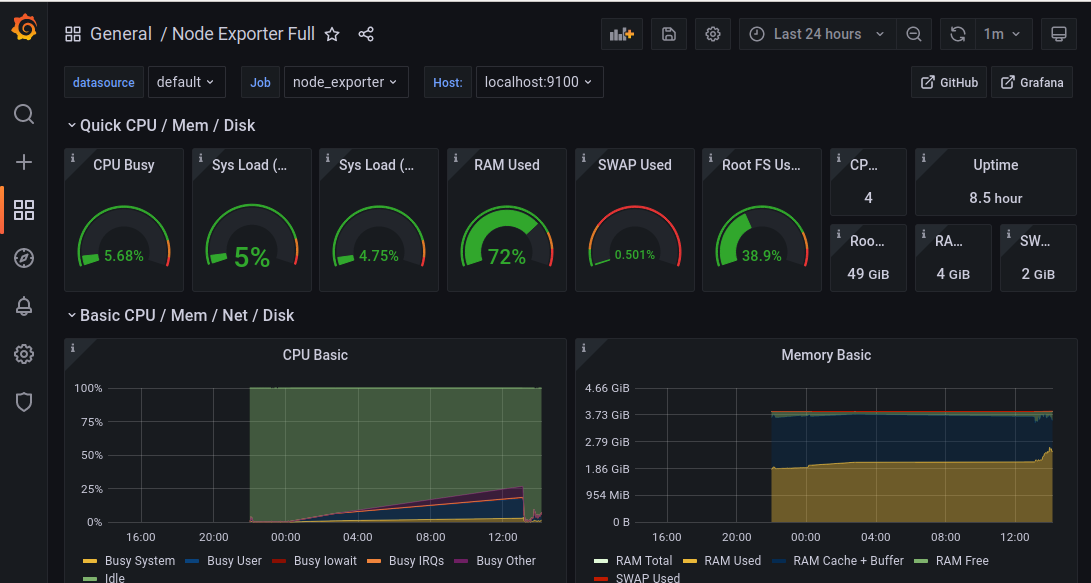 General / Node Exporter Full
Last 24 hours
1m
datasource
default
Job
node_exporter
Host:
localhost:9100
GitHub
Grafana
Quick CPU / Mem / Disk
CPU Busy
5.68%
Sys Load (...
5%
Sys Load (...
4.75%
RAM Used
72%
SWAP Used
0.501%
Root FS Us...
38.9%
CP...
4
Uptime
8.5 hour
Roo...
49 GiB
RA...
4 GiB
SW...
2 GiB
Basic CPU / Mem / Net / Disk
CPU Basic
100%
75%
50%
25%
0%
16:00 20:00 00:00 04:00 08:00 12:00
Busy System Busy User Busy Iowait Busy IRQs Busy Other
Idle
Memory Basic
4.66 GiB
3.73 GiB
2.79 GiB
1.86 GiB
954 MiB
0 B
16:00 20:00 00:00 04:00 08:00 12:00
RAM Total RAM Used RAM Cache + Buffer RAM Free
SWAP Used